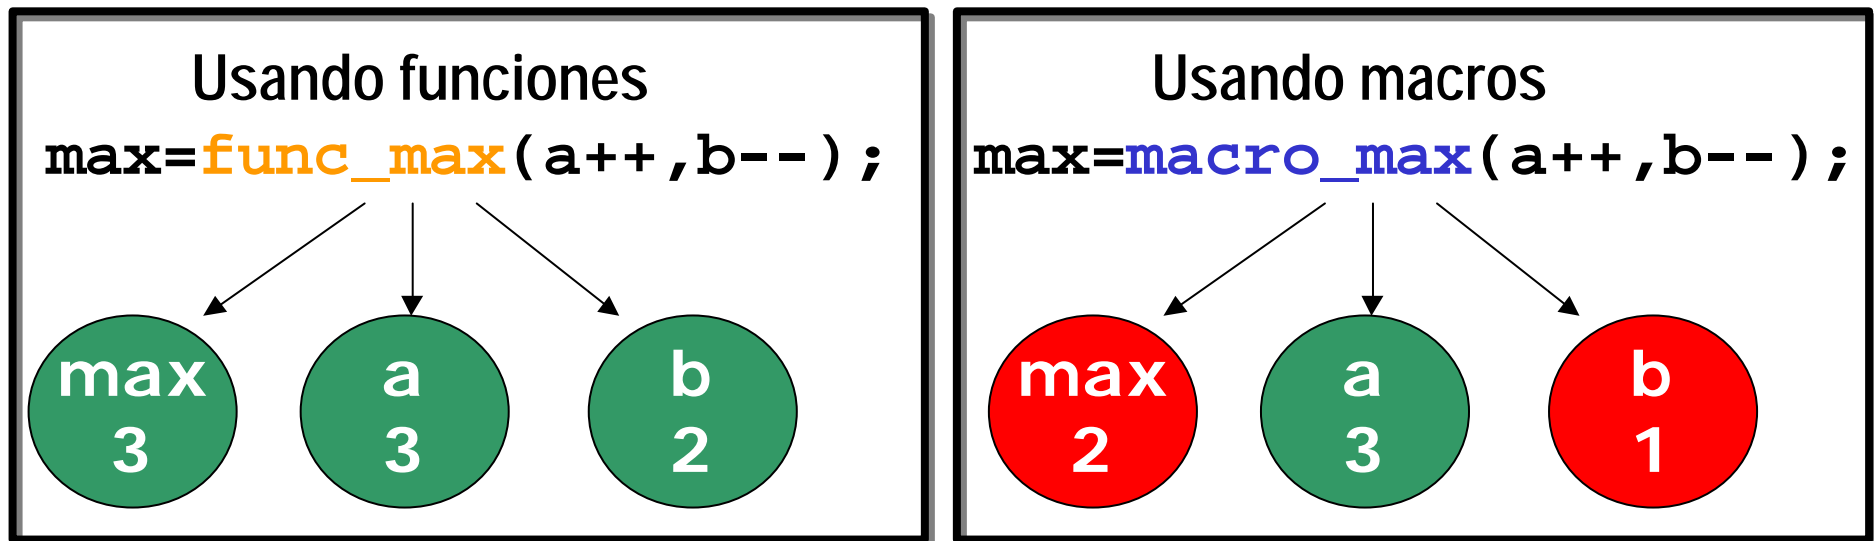 Usando funciones
max=func_max(a++,b--);
max
3
a
3
b
2
Usando macros
max=macro_max(a++,b--);
max
2
a
3
b
1